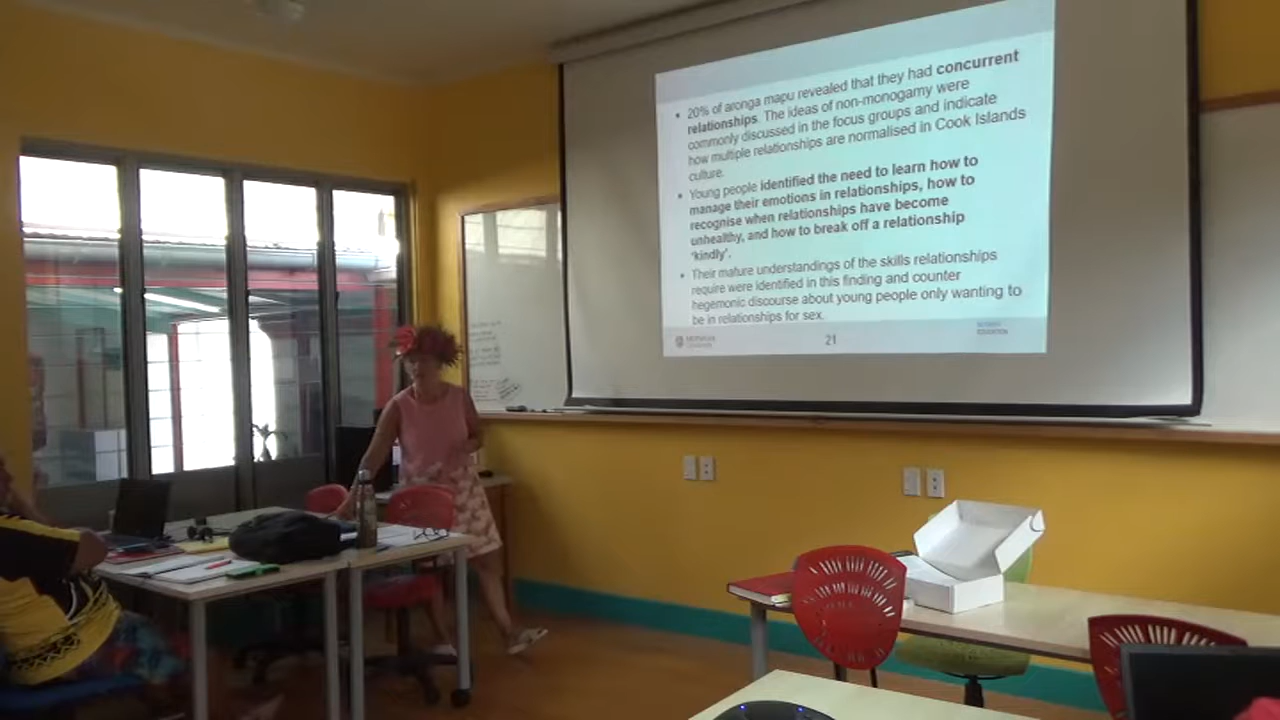 • 20% of aronga mapu revealed that they had concurrent
relationships. The ideas of non-monogamy were
commonly discussed in the focus groups and indicate
how multiple relationships are normalised in Cook Islands
culture.
• Young people identified the need to learn how to
manage their emotions in relationships, how to
recognise when relationships have become
unhealthy, and how to break off a relationship
‘kindly’.
• Their mature understandings of the skills relationships
require were identified in this finding and counter
hegemonic discourse about young people only wanting to
be in relationships for sex.
21